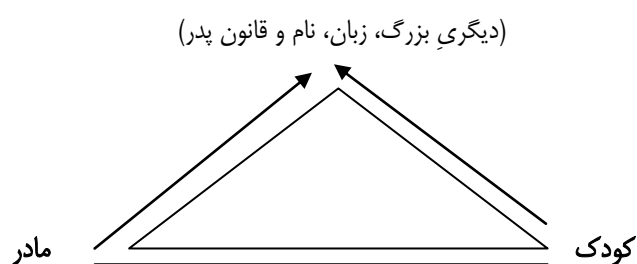 (دیگریِ بزرگ، زبان، نام و قانون پدر)
کودک
مادر